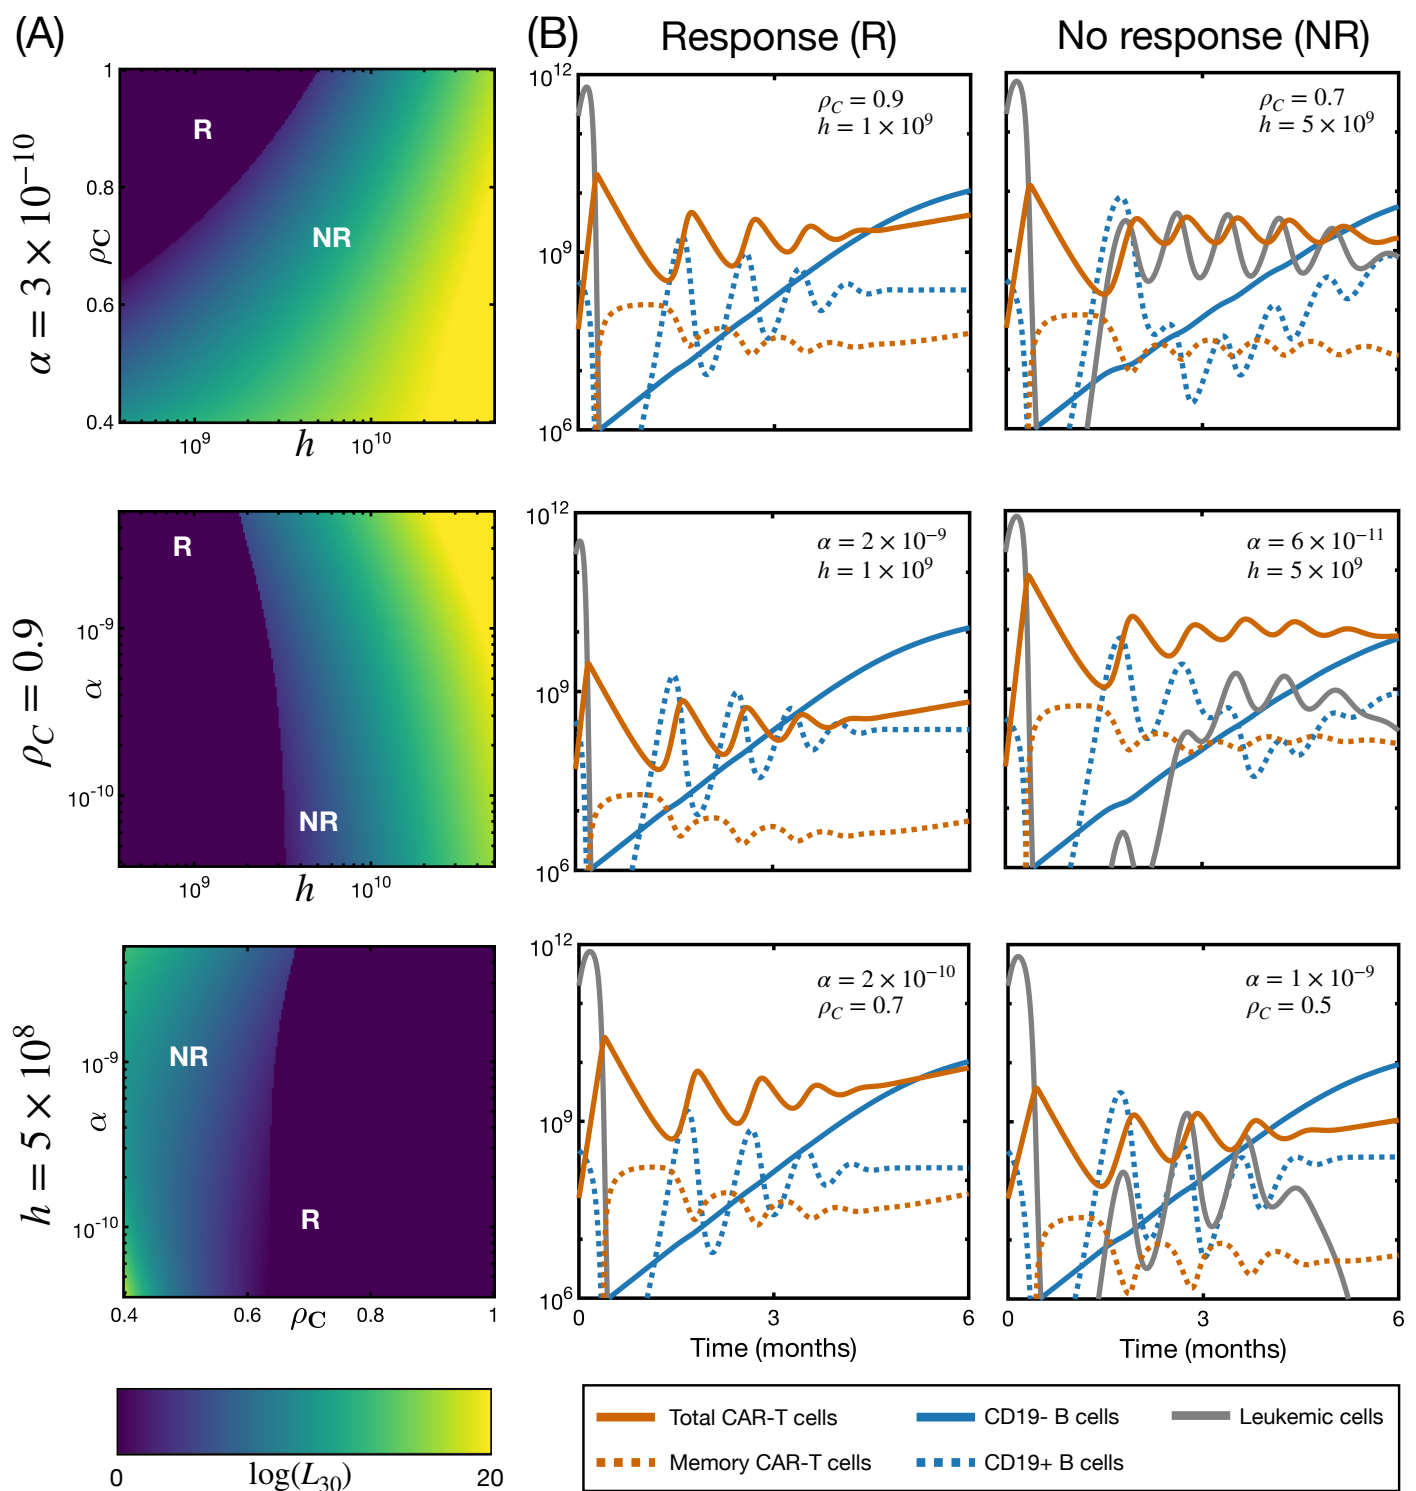 (A)
(B)
Response (R)
No response (NR)
α = 3 × 10⁻¹⁰
1
0.8
0.6
0.4
ρC
R
NR
10⁹
10¹⁰
h
10¹²
10⁹
10⁶
ρC = 0.9
h = 1 × 10⁹
ρC = 0.7
h = 5 × 10⁹
ρC = 0.9
10⁻⁹
10⁻¹⁰
α
R
NR
10⁹
10¹⁰
h
10¹²
10⁹
10⁶
α = 2 × 10⁻⁹
h = 1 × 10⁹
α = 6 × 10⁻¹¹
h = 5 × 10⁹
h = 5 × 10⁸
10⁻⁹
10⁻¹⁰
α
NR
R
0.4
0.6
0.8
1
ρC
10¹²
10⁹
10⁶
α = 2 × 10⁻¹⁰
ρC = 0.7
0
3
6
Time (months)
α = 1 × 10⁻⁹
ρC = 0.5
0
3
6
Time (months)
0
log(L₃₀)
20
Total CAR-T cells
CD19- B cells
Leukemic cells
Memory CAR-T cells
CD19+ B cells